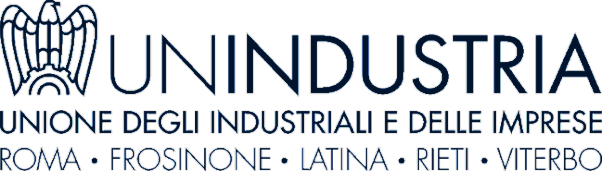 UNINDUSTRIA
UNIONE DEGLI INDUSTRIALI E DELLE IMPRESE
ROMA • FROSINONE • LATINA • RIETI • VITERBO